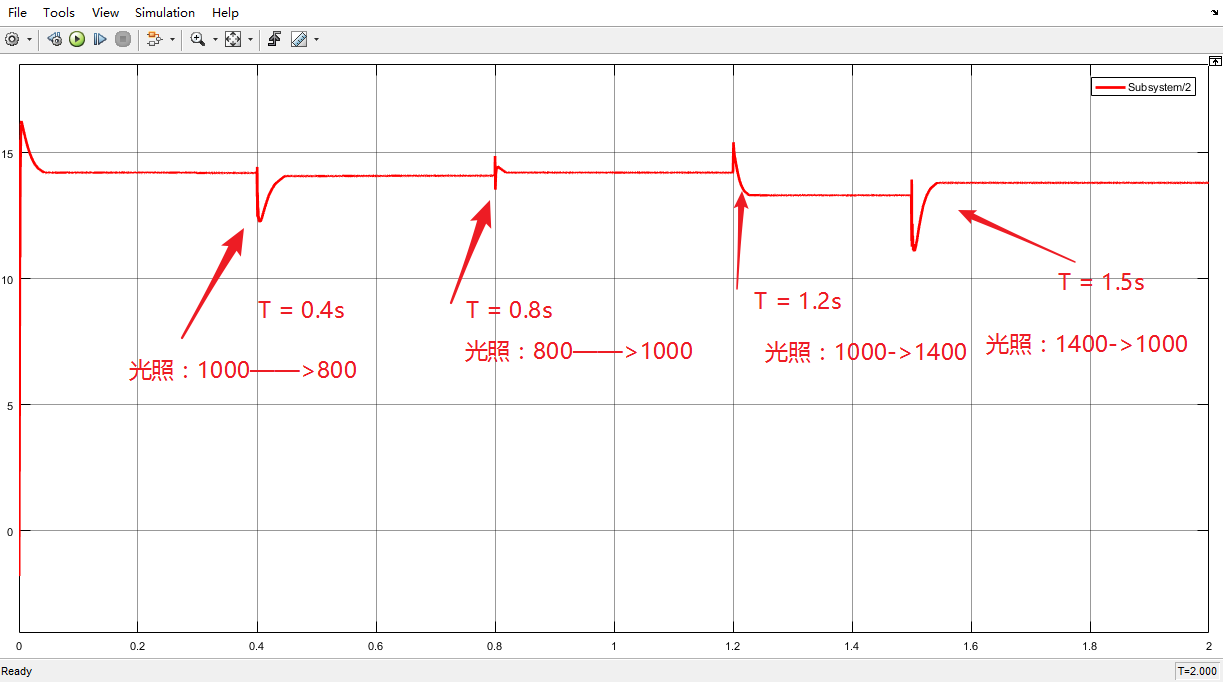 File Tools View Simulation Help
Subsystem/2
15
10
5
0
T = 0.4s
光照：1000——>800
T = 0.8s
光照：800——>1000
T = 1.2s
光照：1000->1400
T = 1.5s
光照：1400->1000
0 0.2 0.4 0.6 0.8 1 1.2 1.4 1.6 1.8 2
Ready T=2.000